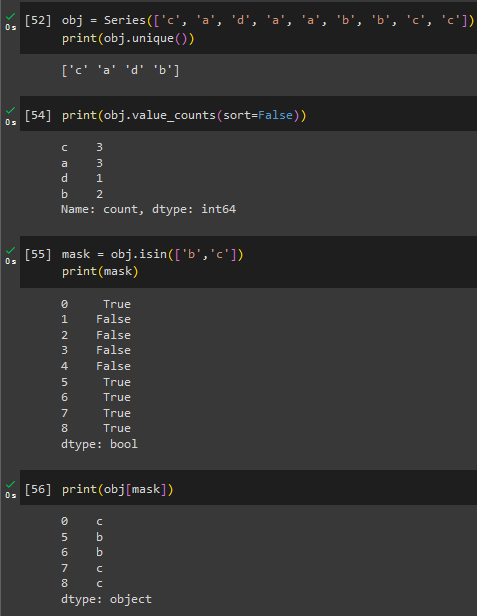 [52] obj = Series(['c', 'a', 'd', 'a', 'a', 'b', 'b', 'c', 'c'])
0s
print(obj.unique())
['c' 'a' 'd' 'b']
[54] print(obj.value_counts(sort=False))
0s
c    3
a    3
d    1
b    2
Name: count, dtype: int64
[55] mask = obj.isin(['b','c'])
0s
print(mask)
0     True
1    False
2    False
3    False
4    False
5     True
6     True
7     True
8     True
dtype: bool
[56] print(obj[mask])
0s
0    c
5    b
6    b
7    c
8    c
dtype: object